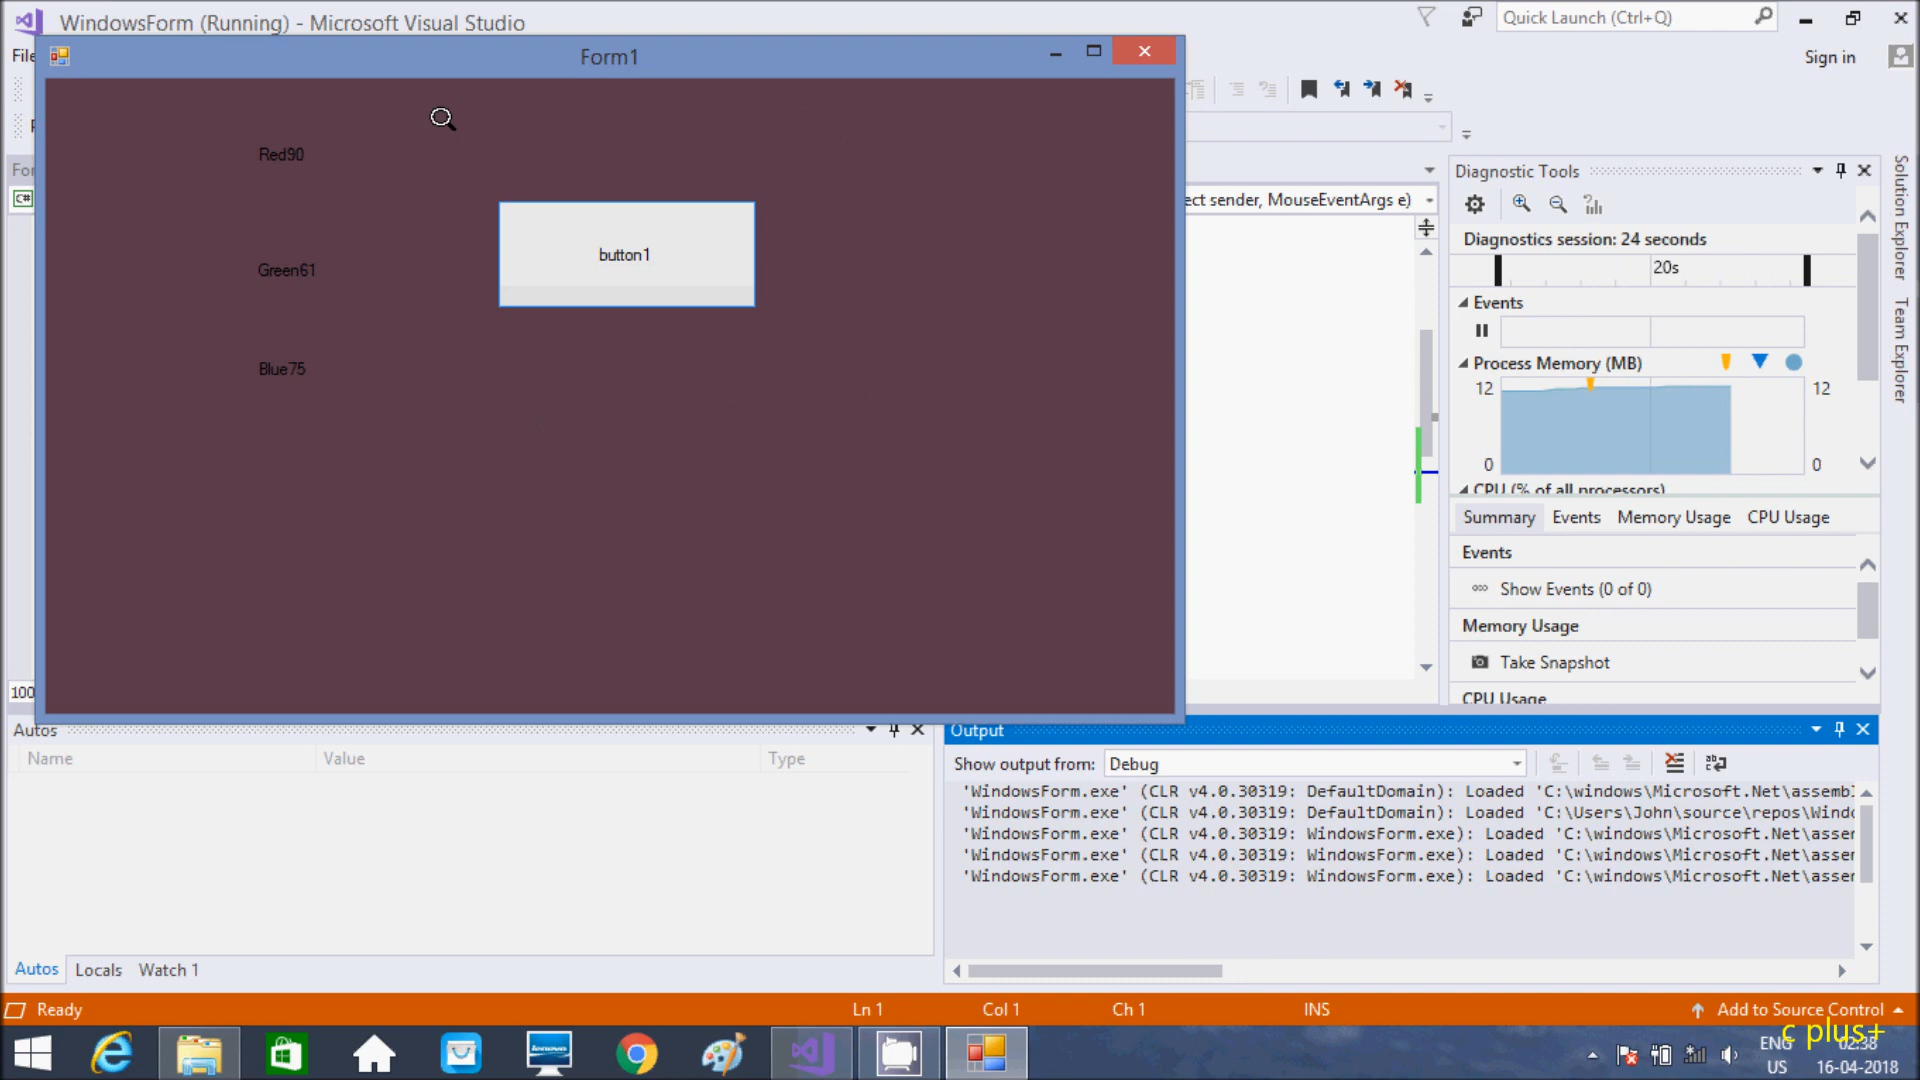 WindowsForm (Running) - Microsoft Visual Studio
Quick Launch (Ctrl+Q)
File
Form1
Sign in
Red90
Green61
Blue75
button1
ect sender, MouseEventArgs e)
Diagnostic Tools
Diagnostics session: 24 seconds
20s
Events
Process Memory (MB)
12
12
0
0
CPU (% of all processors)
Summary
Events
Memory Usage
CPU Usage
Events
Show Events (0 of 0)
Memory Usage
Take Snapshot
CPU Usage
Solution Explorer
Team Explorer
For
C#
100
Autos
Name
Value
Type
Autos
Locals
Watch 1
Output
Show output from:
Debug
'WindowsForm.exe' (CLR v4.0.30319: DefaultDomain): Loaded 'C:\windows\Microsoft.Net\assembl
'WindowsForm.exe' (CLR v4.0.30319: DefaultDomain): Loaded 'C:\Users\John\source\repos\Windo
'WindowsForm.exe' (CLR v4.0.30319: WindowsForm.exe): Loaded 'C:\windows\Microsoft.Net\asser
'WindowsForm.exe' (CLR v4.0.30319: WindowsForm.exe): Loaded 'C:\windows\Microsoft.Net\asser
'WindowsForm.exe' (CLR v4.0.30319: WindowsForm.exe): Loaded 'C:\windows\Microsoft.Net\asser
Ready
Ln 1
Col 1
Ch 1
INS
Add to Source Control
c plus+
ENG
US
02:38
16-04-2018